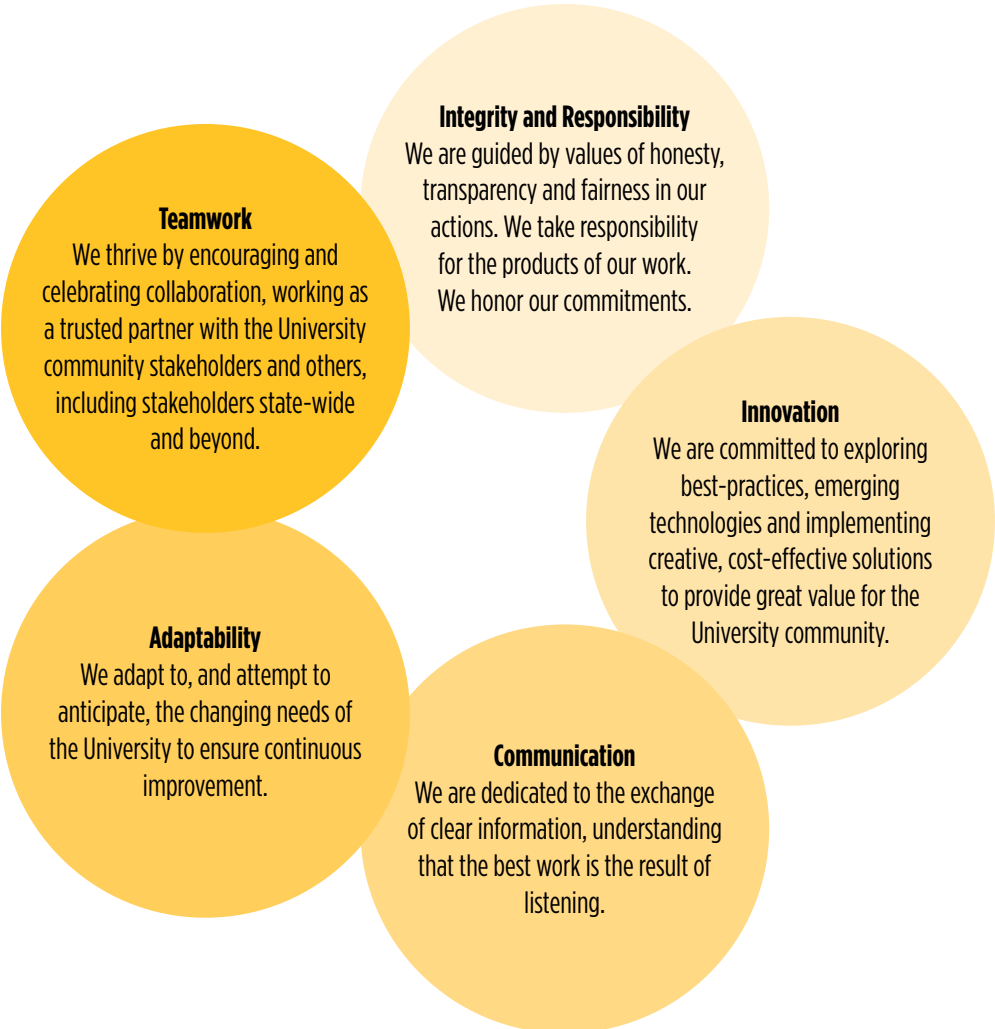 Integrity and Responsibility
We are guided by values of honesty,
transparency and fairness in our
actions. We take responsibility
for the products of our work.
We honor our commitments.
Teamwork
We thrive by encouraging and
celebrating collaboration, working as
a trusted partner with the University
community stakeholders and others,
including stakeholders state-wide
and beyond.
Innovation
We are committed to exploring
best-practices, emerging
technologies and implementing
creative, cost-effective solutions
to provide great value for the
University community.
Adaptability
We adapt to, and attempt to
anticipate, the changing needs of
the University to ensure continuous
improvement.
Communication
We are dedicated to the exchange
of clear information, understanding
that the best work is the result of
listening.